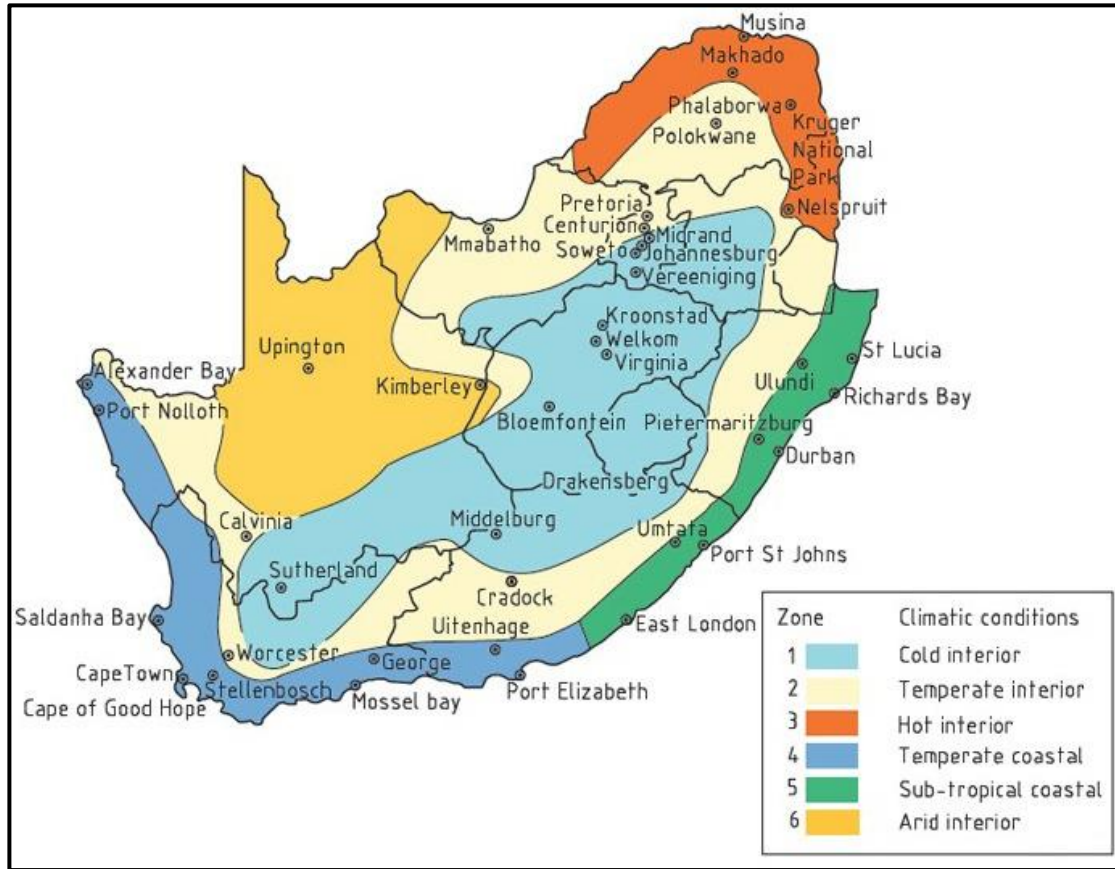 Musina
Makhado
Phalaborwa
Polokwane
Kruger
National
Park
Pretoria
Nelspruit
Centurion
Mmabatho
Midrand
Soweto
Johannesburg
Vereeniging
Kroonstad
Upington
Welkom
St Lucia
Virginia
Alexander Bay
Kimberley
Ulundi
Richards Bay
Port Nolloth
Bloemfontein
Pietermaritzburg
Durban
Drakensberg
Calvinia
Middelburg
Umtata
Port St Johns
Sutherland
Cradock
Saldanha Bay
Uitenhage
East London
Worcester
George
CapeTown
Stellenbosch
Port Elizabeth
Cape of Good Hope
Mossel bay
Zone Climatic conditions
1 Cold interior
2 Temperate interior
3 Hot interior
4 Temperate coastal
5 Sub-tropical coastal
6 Arid interior